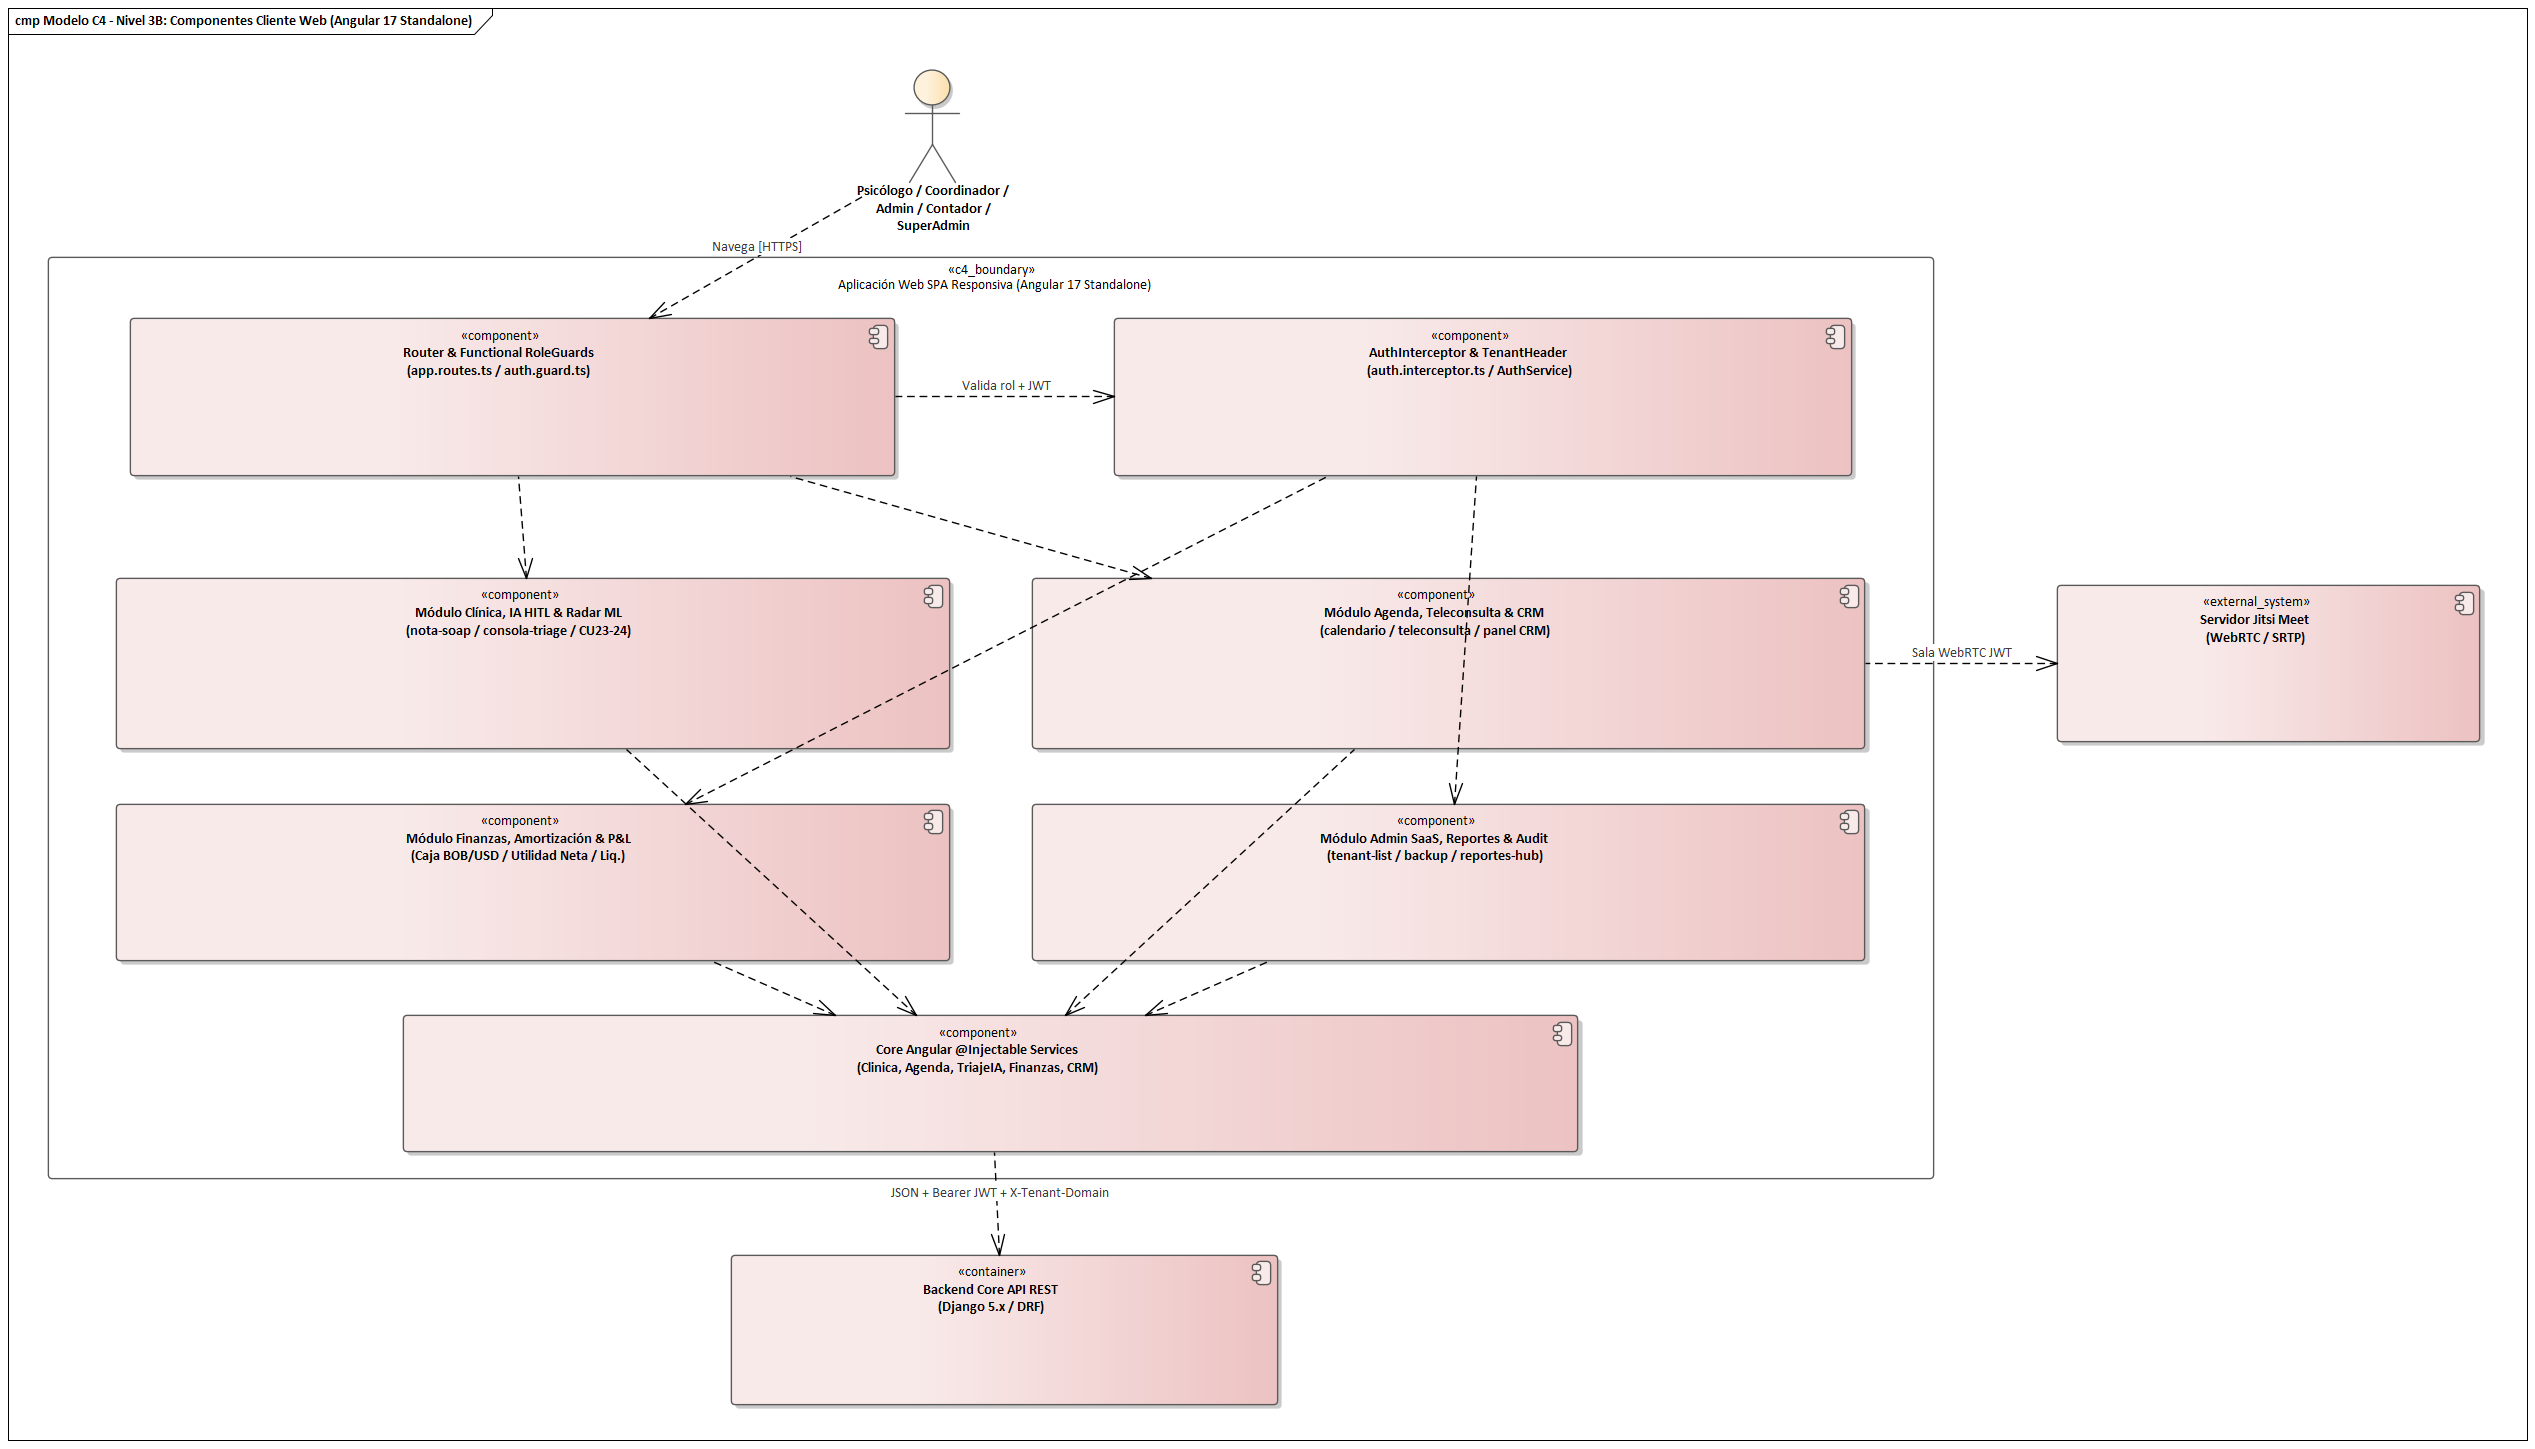 cmp Modelo C4 - Nivel 3B: Componentes Cliente Web (Angular 17 Standalone)
Psicólogo / Coordinador /
Admin / Contador /
SuperAdmin
Navega [HTTPS]
«c4_boundary»
Aplicación Web SPA Responsiva (Angular 17 Standalone)
«component»
Router & Functional RoleGuards
(app.routes.ts / auth.guard.ts)
Valida rol + JWT
«component»
AuthInterceptor & TenantHeader
(auth.interceptor.ts / AuthService)
«component»
Módulo Clínica, IA HITL & Radar ML
(nota-soap / consola-triage / CU23-24)
«component»
Módulo Agenda, Teleconsulta & CRM
(calendario / teleconsulta / panel CRM)
Sala WebRTC JWT
«external_system»
Servidor Jitsi Meet
(WebRTC / SRTP)
«component»
Módulo Finanzas, Amortización & P&L
(Caja BOB/USD / Utilidad Neta / Liq.)
«component»
Módulo Admin SaaS, Reportes & Audit
(tenant-list / backup / reportes-hub)
«component»
Core Angular @Injectable Services
(Clinica, Agenda, TriajeIA, Finanzas, CRM)
JSON + Bearer JWT + X-Tenant-Domain
«container»
Backend Core API REST
(Django 5.x / DRF)